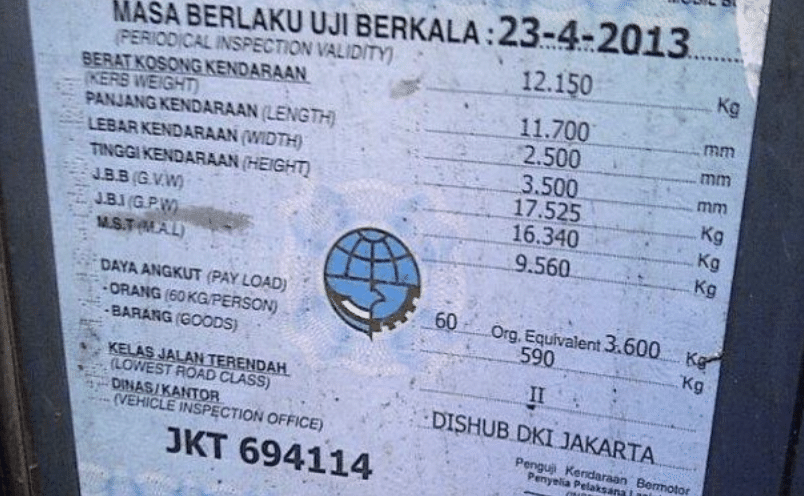 MASA BERLAKU UJI BERKALA : 23-4-2013
(PERIODICAL INSPECTION VALIDITY)
BERAT KOSONG KENDARAAN 12.150 Kg
(KERB WEIGHT)
PANJANG KENDARAAN (LENGTH) 11.700 mm
LEBAR KENDARAAN (WIDTH) 2.500 mm
TINGGI KENDARAAN (HEIGHT) 3.500 mm
J.B.B (G.V.W) 17.525 Kg
J.B.I (G.P.W) 16.340 Kg
M.S.T (M.A.L) 9.560 Kg
DAYA ANGKUT (PAY LOAD)
-ORANG (60 KG/PERSON) 60 Org, Equivalent 3.600 Kg
-BARANG (GOODS) 590 Kg
KELAS JALAN TERENDAH II
(LOWEST ROAD CLASS)
DINAS/KANTOR DISHUB DKI JAKARTA
(VEHICLE INSPECTION OFFICE)
JKT 694114
Penguji Kendaraan Bermotor
Penyelia